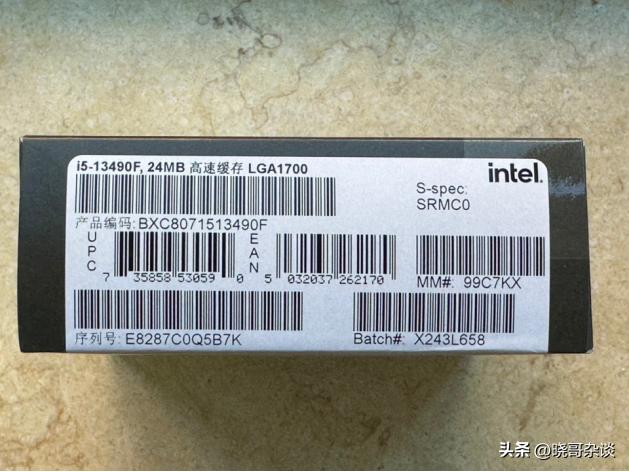 i5-13490F, 24MB 高速缓存 LGA1700
intel.
S-spec:
SRMC0
产品编码:BXC8071513490F
UPC
7 35858 53059 0
EAN
5 032037 262170
MM#: 99C7KX
序列号: E8287C0Q5B7K
Batch#: X243L658
头条 @晓哥杂谈